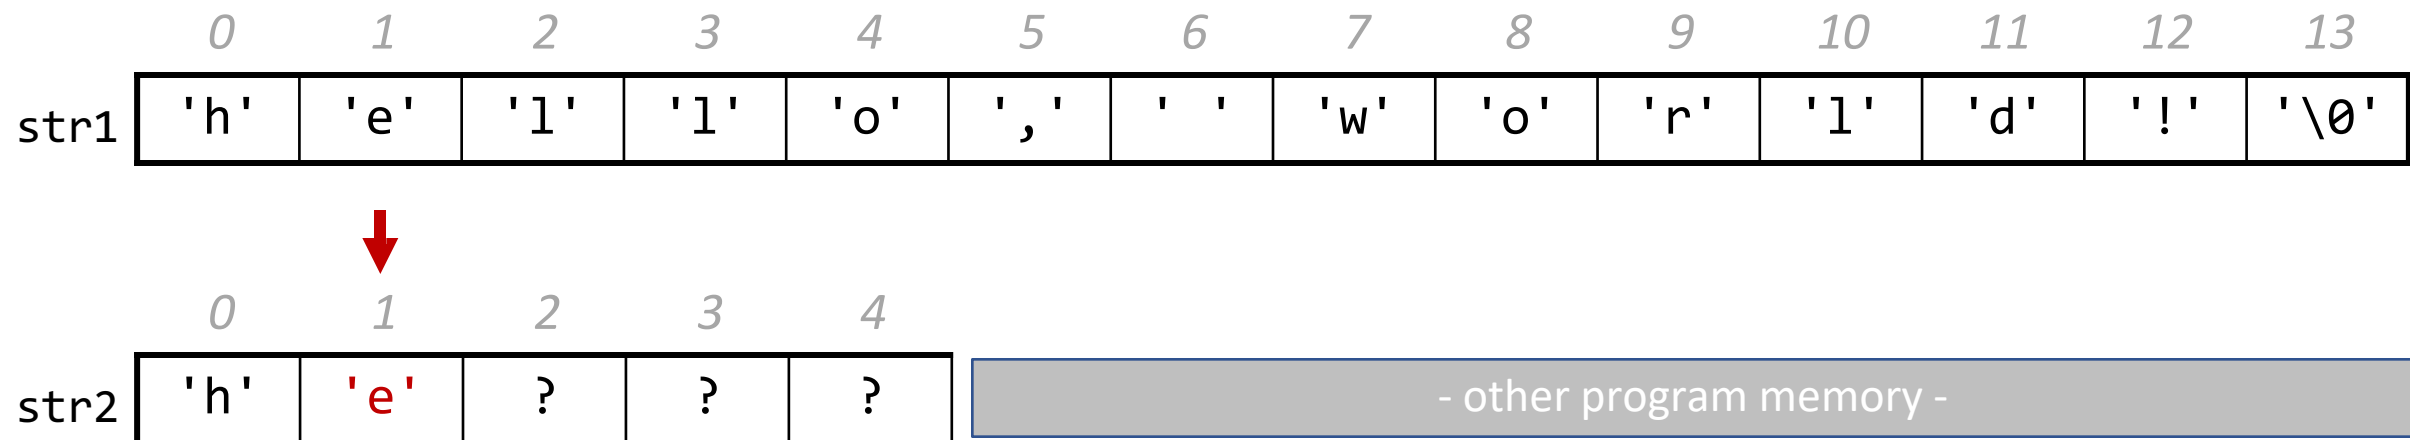 0 1 2 3 4 5 6 7 8 9 10 11 12 13
str1 'h' 'e' 'l' 'l' 'o' ',' ' ' 'w' 'o' 'r' 'l' 'd' '!' '\0'
0 1 2 3 4
str2 'h' 'e' ? ? ? - other program memory -